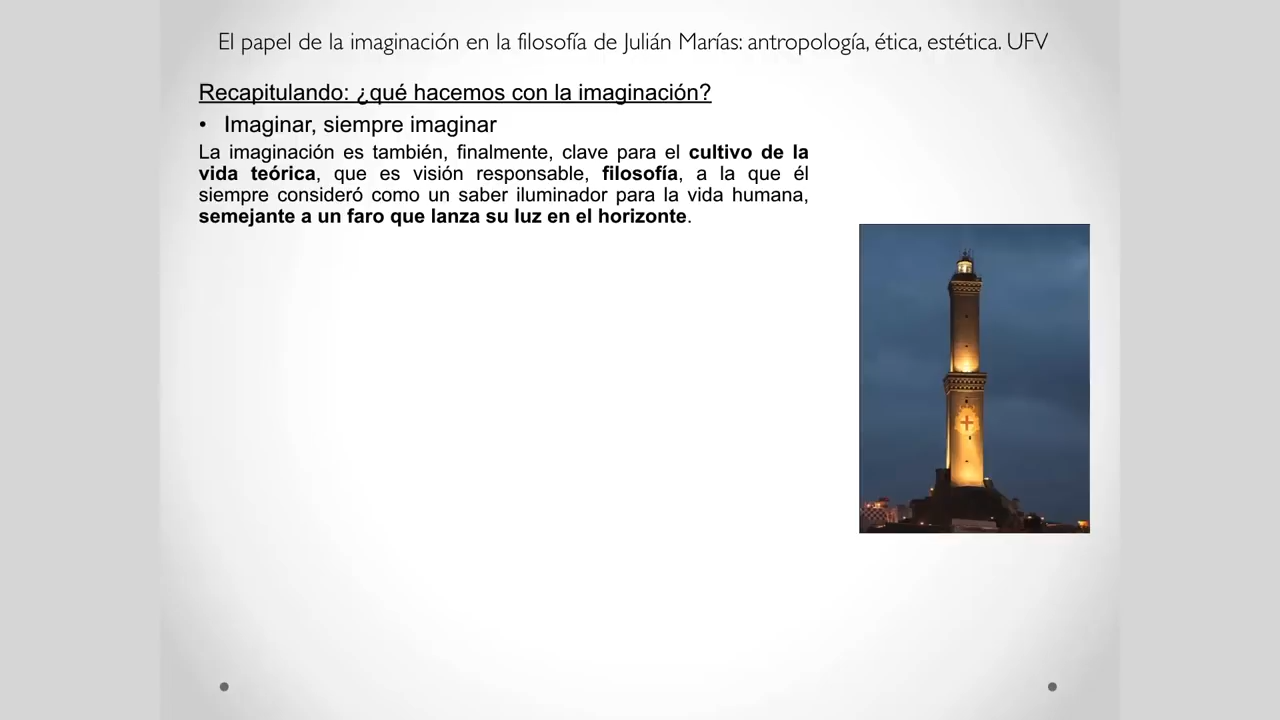 El papel de la imaginación en la filosofía de Julián Marías: antropología, ética, estética. UFV
Recapitulando: ¿qué hacemos con la imaginación?
• Imaginar, siempre imaginar
La imaginación es también, finalmente, clave para el cultivo de la
vida teórica, que es visión responsable, filosofía, a la que él
siempre consideró como un saber iluminador para la vida humana,
semejante a un faro que lanza su luz en el horizonte.